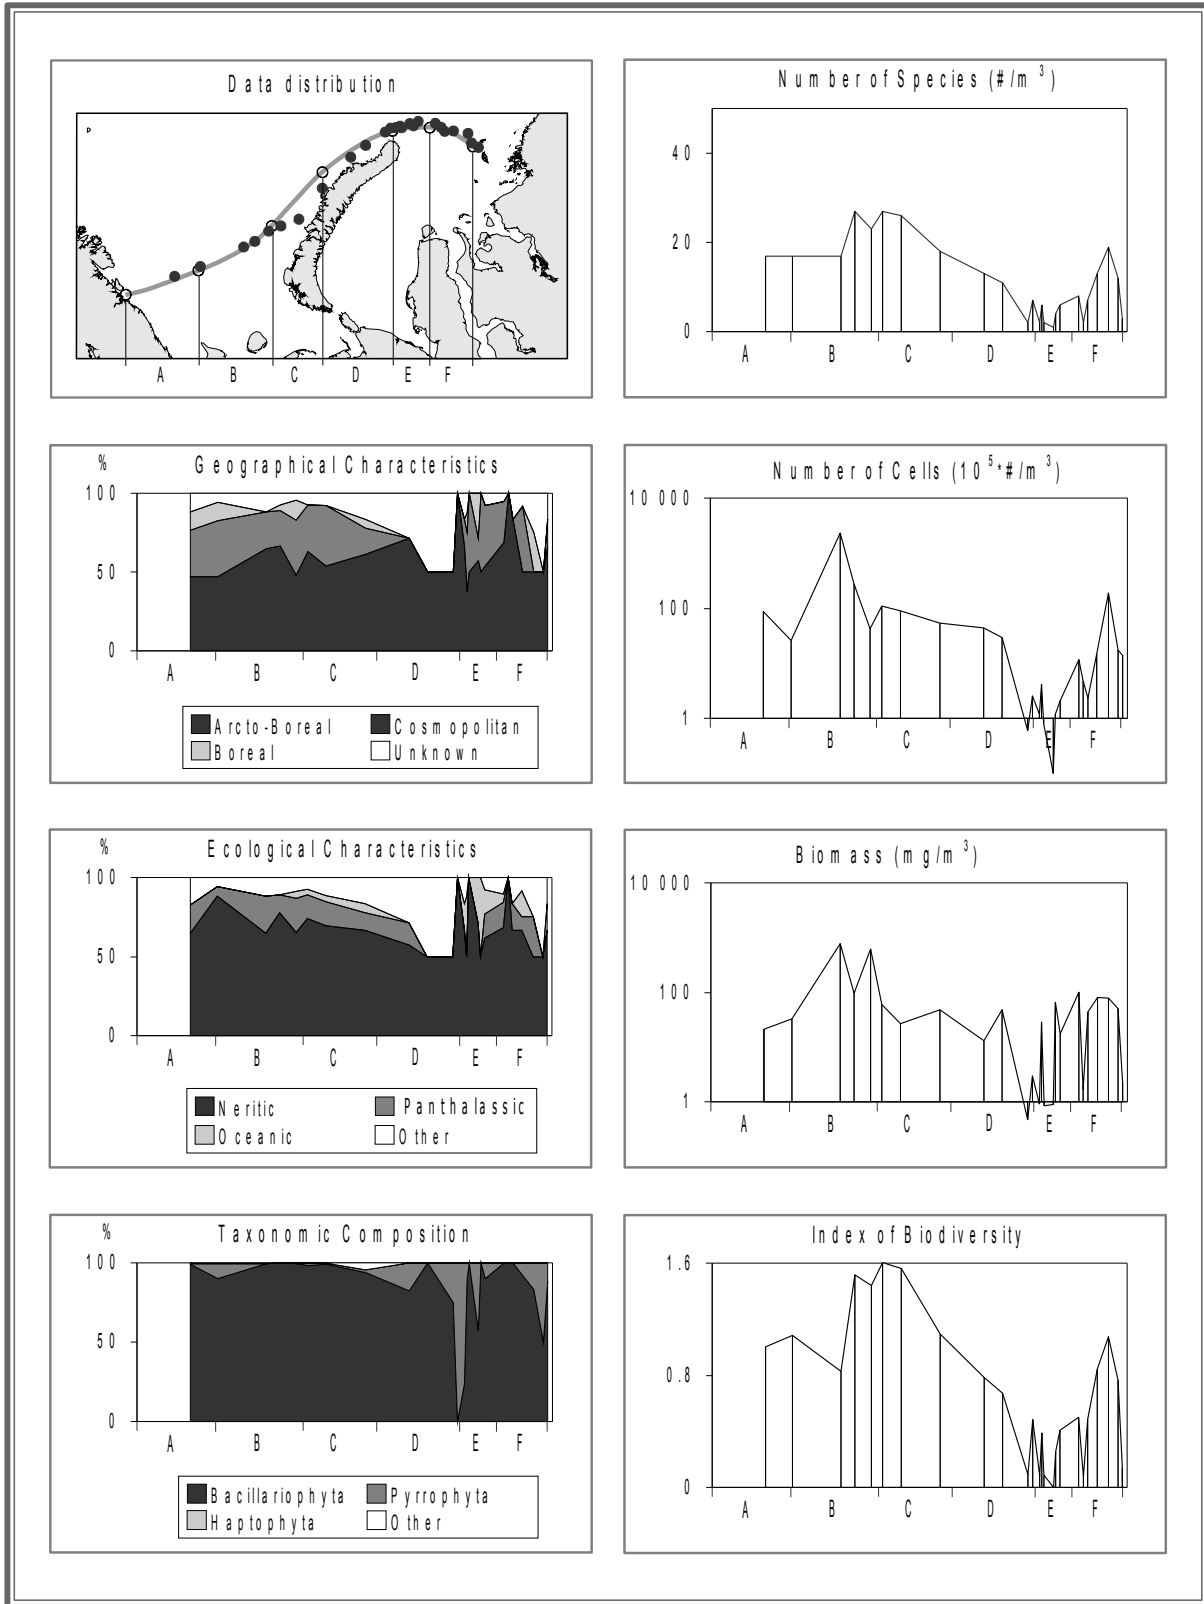 Data distribution
A B C D E F
Number of Species (#/m³)
40
20
0
A B C D E F
% Geographical Characteristics
100
50
0
A B C D E F
Arcto-Boreal Cosmopolitan
Boreal Unknown
Number of Cells (10⁵*#/m³)
10 000
100
1
A B C D E F
% Ecological Characteristics
100
50
0
A B C D E F
Neritic Panthalassic
Oceanic Other
Biomass (mg/m³)
10 000
100
1
A B C D E F
% Taxonomic Composition
100
50
0
A B C D E F
Bacillariophyta Pyrrophyta
Haptophyta Other
Index of Biodiversity
1.6
0.8
0
A B C D E F